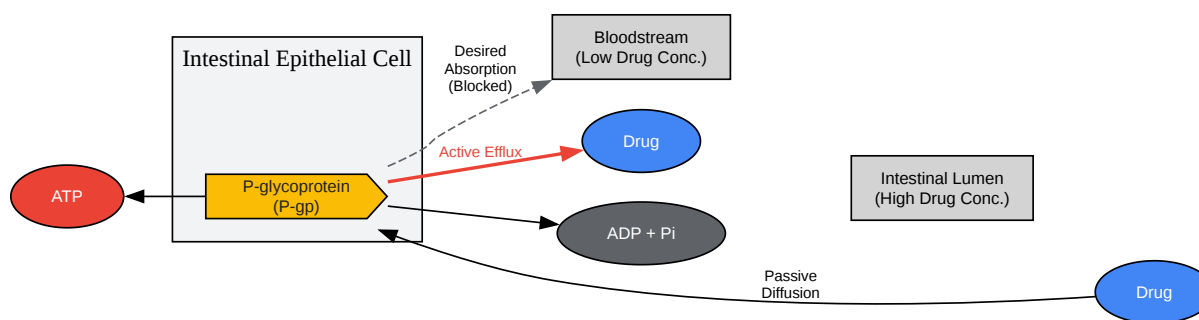 Intestinal Epithelial Cell
Desired
Absorption
(Blocked)
Bloodstream
(Low Drug Conc.)
Active Efflux
Drug
ATP
P-glycoprotein
(P-gp)
ADP + Pi
Intestinal Lumen
(High Drug Conc.)
Passive
Diffusion
Drug